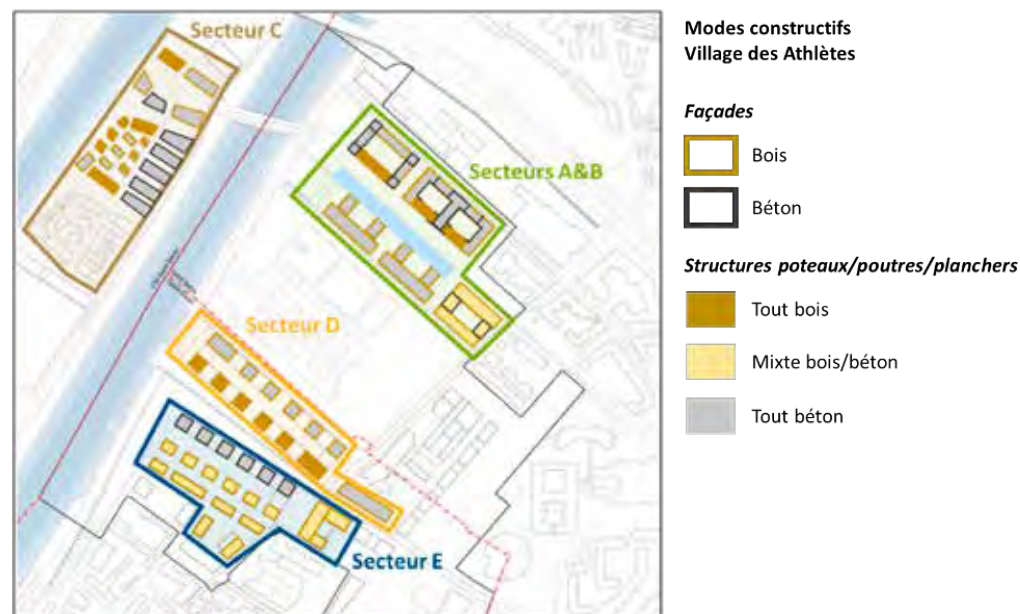 Secteur C
Secteurs A&B
Secteur D
Secteur E
Modes constructifs
Village des Athlètes
Façades
Bois
Béton
Structures poteaux/poutres/planchers
Tout bois
Mixte bois/béton
Tout béton